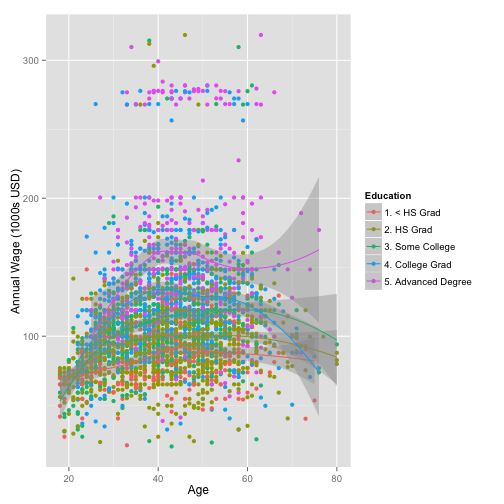 300
200
100
Annual Wage (1000s USD)
20
40
60
80
Age
Education
1. < HS Grad
2. HS Grad
3. Some College
4. College Grad
5. Advanced Degree